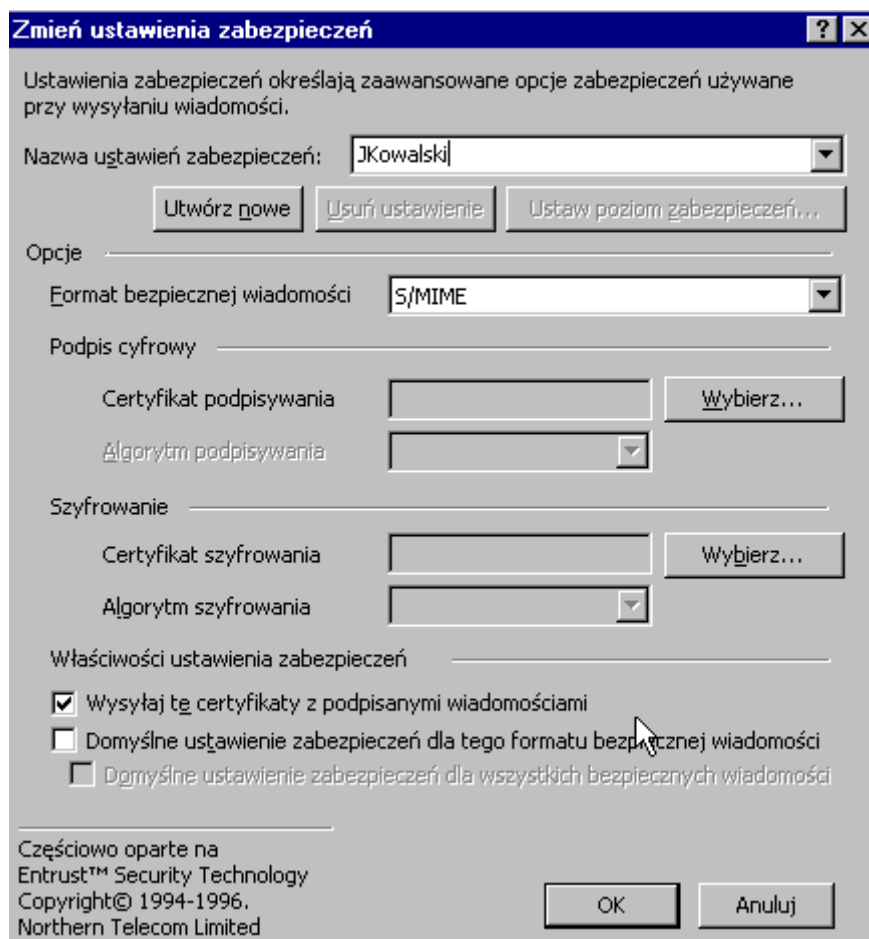 Zmień ustawienia zabezpieczeń
Ustawienia zabezpieczeń określają zaawansowane opcje zabezpieczeń używane
przy wysyłaniu wiadomości.
Nazwa ustawień zabezpieczeń: JKowalski
Utwórz nowe Usuń ustawienie Ustaw poziom zabezpieczeń...
Opcje
Format bezpiecznej wiadomości S/MIME
Podpis cyfrowy
Certyfikat podpisywania Wybierz...
Algorytm podpisywania
Szyfrowanie
Certyfikat szyfrowania Wybierz...
Algorytm szyfrowania
Właściwości ustawienia zabezpieczeń
Wysyłaj te certyfikaty z podpisanymi wiadomościami
Domyślne ustawienie zabezpieczeń dla tego formatu bezpiecznej wiadomości
Domyślne ustawienie zabezpieczeń dla wszystkich bezpiecznych wiadomości
Częściowo oparte na
Entrust™ Security Technology
Copyright© 1994-1996.
Northern Telecom Limited
OK Anuluj